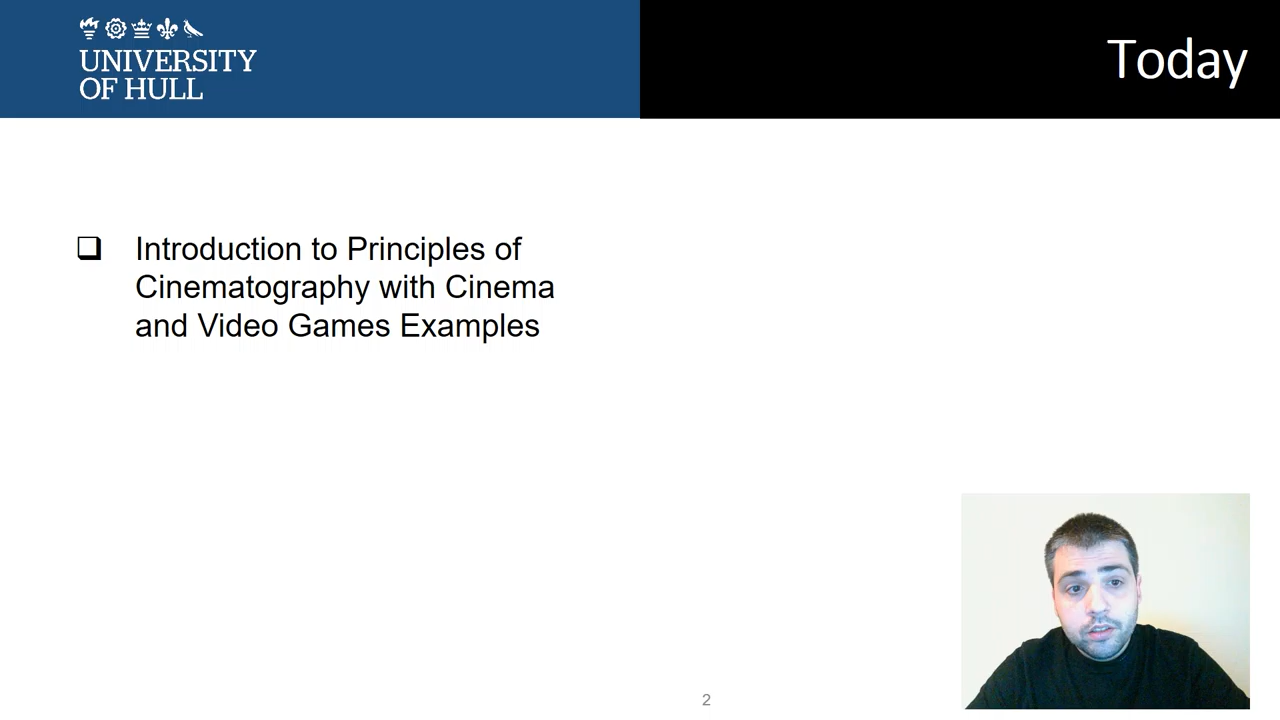 UNIVERSITY
OF HULL
Today
❑ Introduction to Principles of
Cinematography with Cinema
and Video Games Examples
2